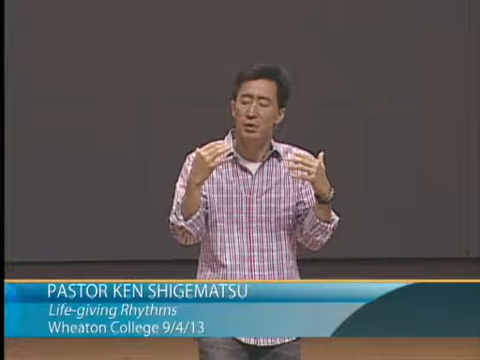 PASTOR KEN SHIGEMATSU
Life-giving Rhythms
Wheaton College 9/4/13